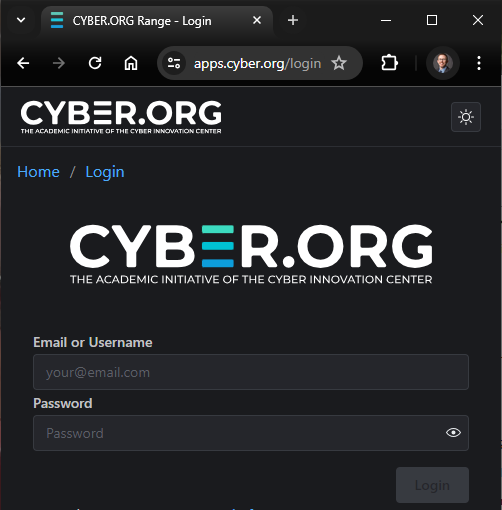 CYBER.ORG Range - Login
apps.cyber.org/login
CYBER.ORG
THE ACADEMIC INITIATIVE OF THE CYBER INNOVATION CENTER
Home / Login
CYBER.ORG
THE ACADEMIC INITIATIVE OF THE CYBER INNOVATION CENTER
Email or Username
your@email.com
Password
Password
Login